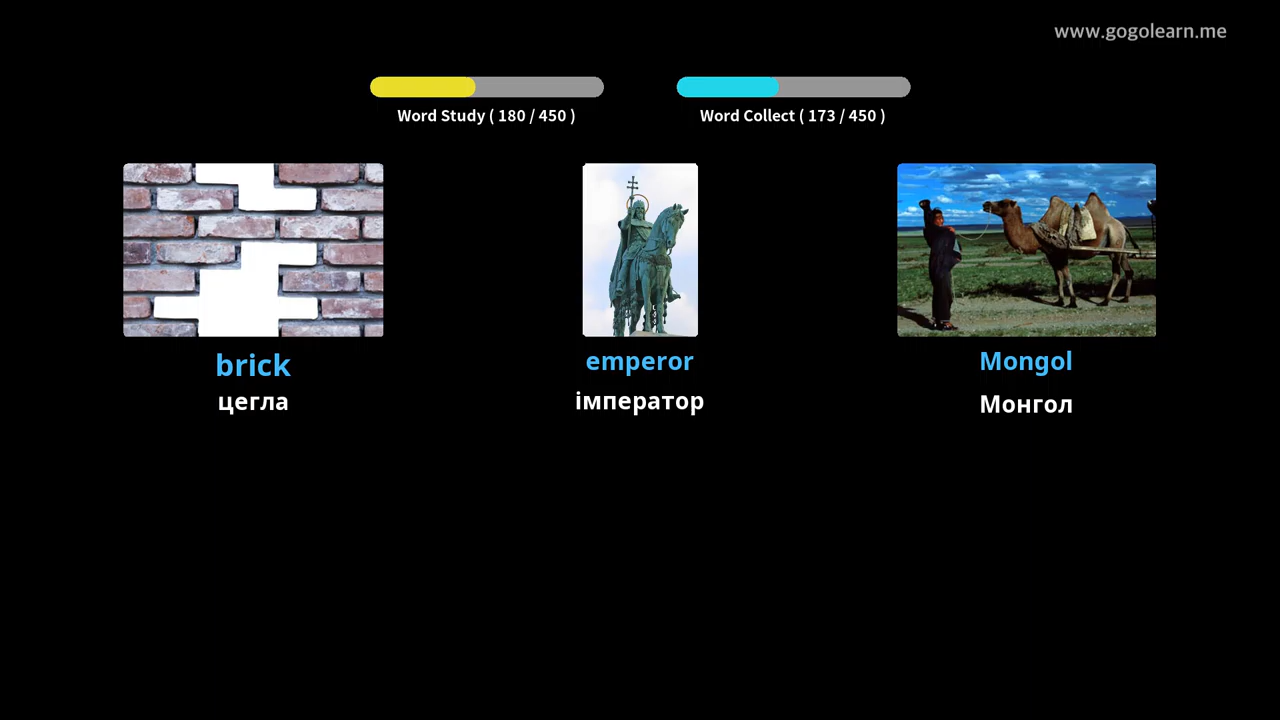 www.gogolearn.me
Word Study ( 180 / 450 )
Word Collect ( 173 / 450 )
brick
emperor
Mongol
цегла
імператор
Монгол